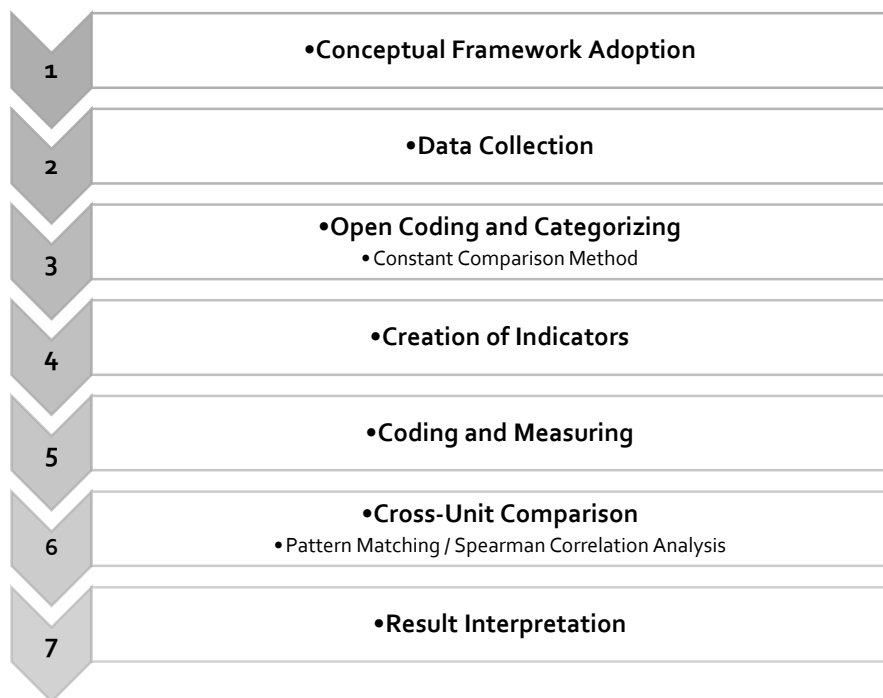 1
•Conceptual Framework Adoption
2
•Data Collection
3
•Open Coding and Categorizing
•Constant Comparison Method
4
•Creation of Indicators
5
•Coding and Measuring
6
•Cross-Unit Comparison
•Pattern Matching / Spearman Correlation Analysis
7
•Result Interpretation